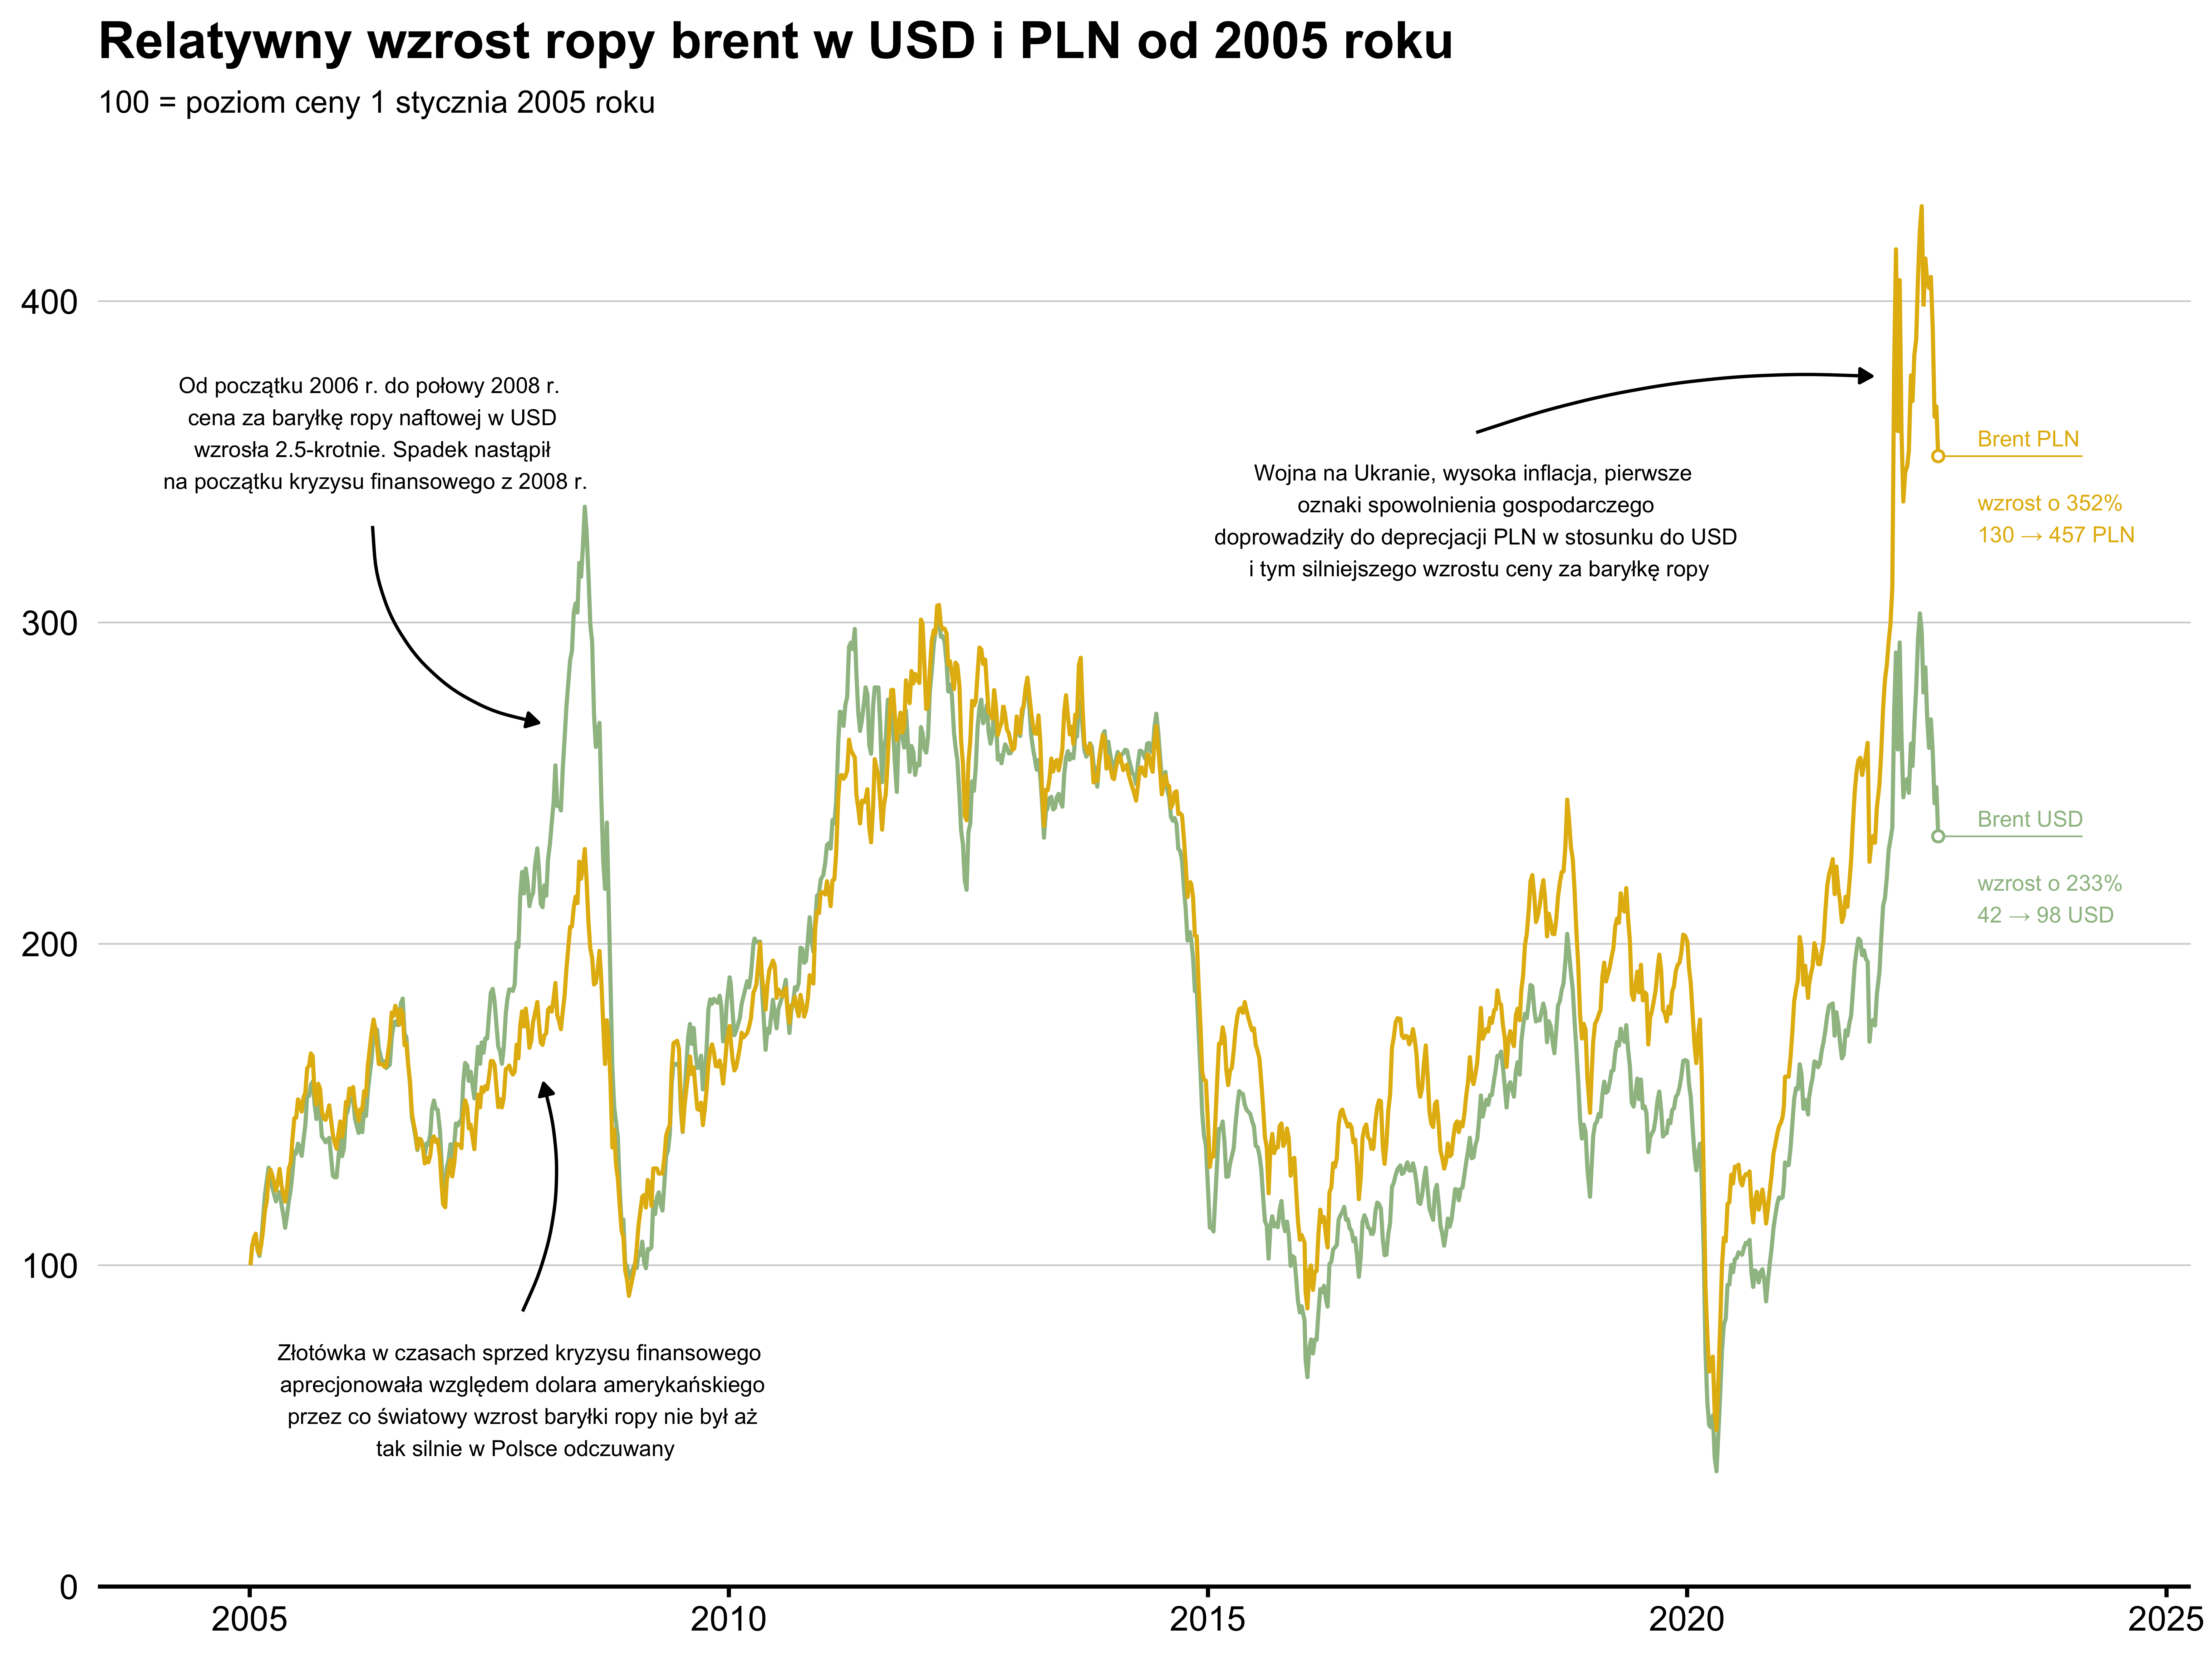 Relatywny wzrost ropy brent w USD i PLN od 2005 roku
100 = poziom ceny 1 stycznia 2005 roku
400
300
200
100
0
Od początku 2006 r. do połowy 2008 r.
cena za baryłkę ropy naftowej w USD
wzrosła 2.5-krotnie. Spadek nastąpił
na początku kryzysu finansowego z 2008 r.
Wojna na Ukranie, wysoka inflacja, pierwsze
oznaki spowolnienia gospodarczego
doprowadziły do deprecjacji PLN w stosunku do USD
i tym silniejszego wzrostu ceny za baryłkę ropy
Brent PLN
wzrost o 352%
130 → 457 PLN
Brent USD
wzrost o 233%
42 → 98 USD
Złotówka w czasach sprzed kryzysu finansowego
aprecjonowała względem dolara amerykańskiego
przez co światowy wzrost baryłki ropy nie był aż
tak silnie w Polsce odczuwany
2005
2010
2015
2020
2025